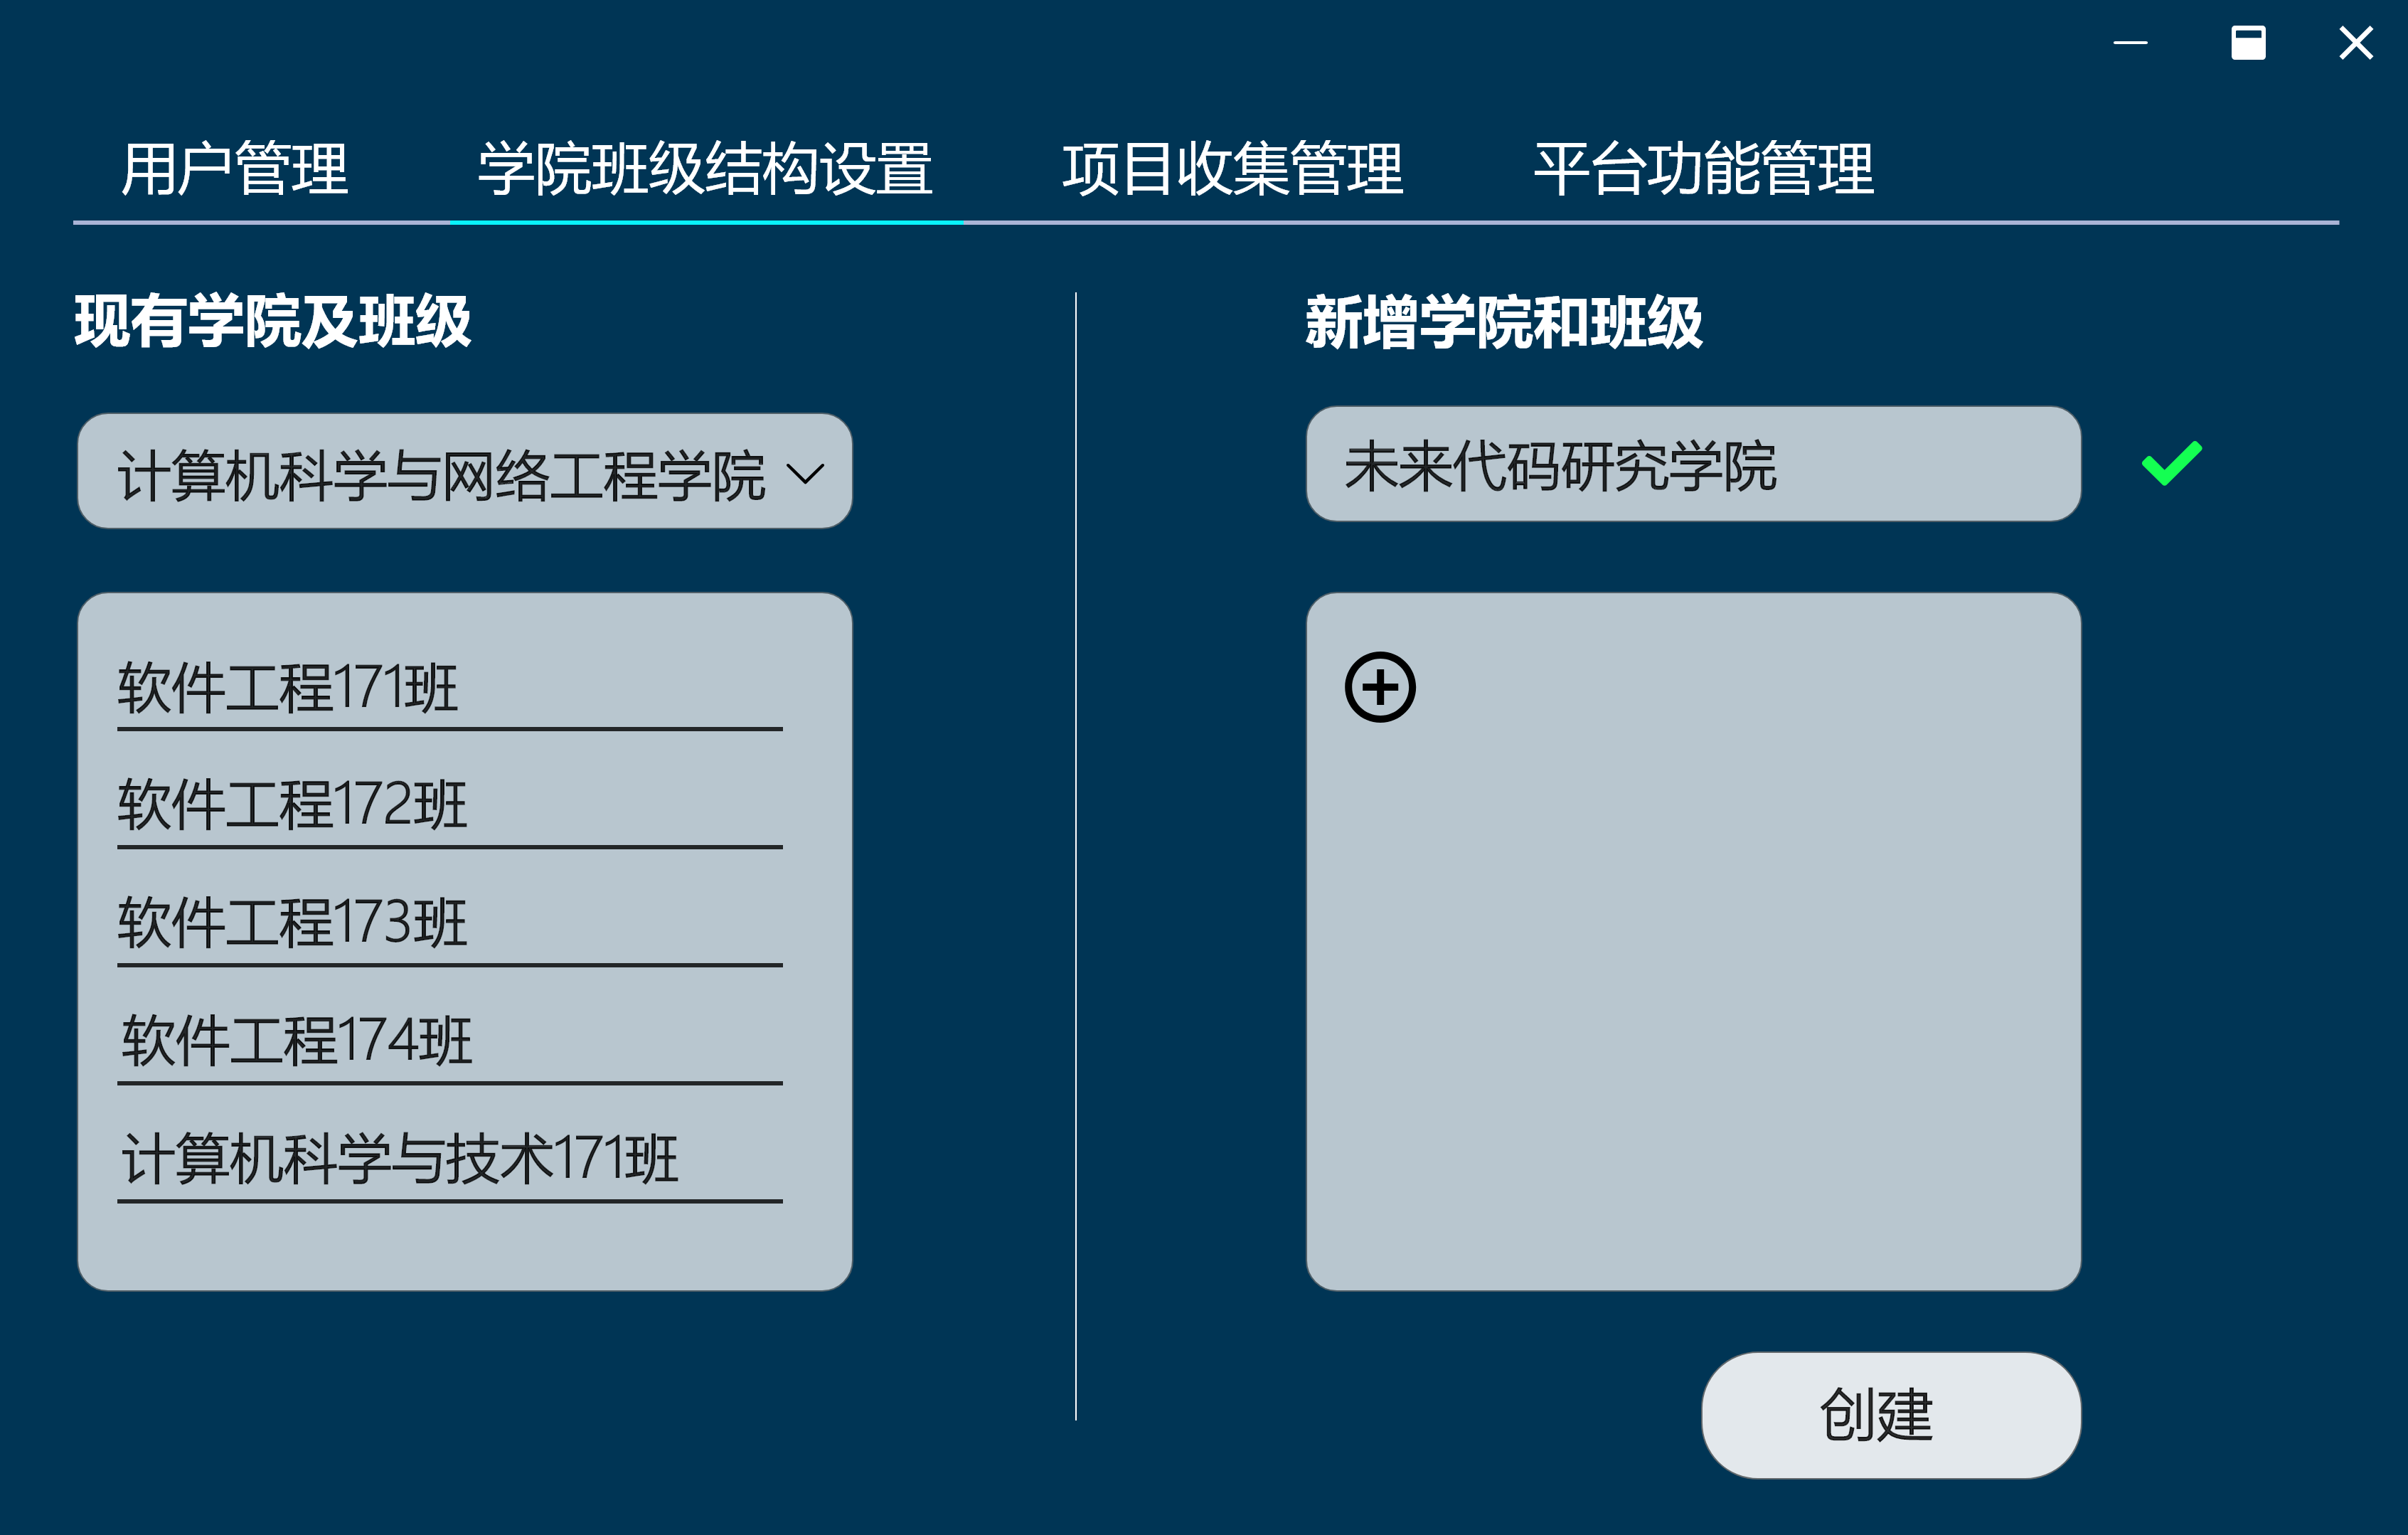 用户管理 学院班级结构设置 项目收集管理 平台功能管理
现有学院及班级
计算机科学与网络工程学院
软件工程171班
软件工程172班
软件工程173班
软件工程174班
计算机科学与技术171班
新增学院和班级
未来代码研究学院
创建